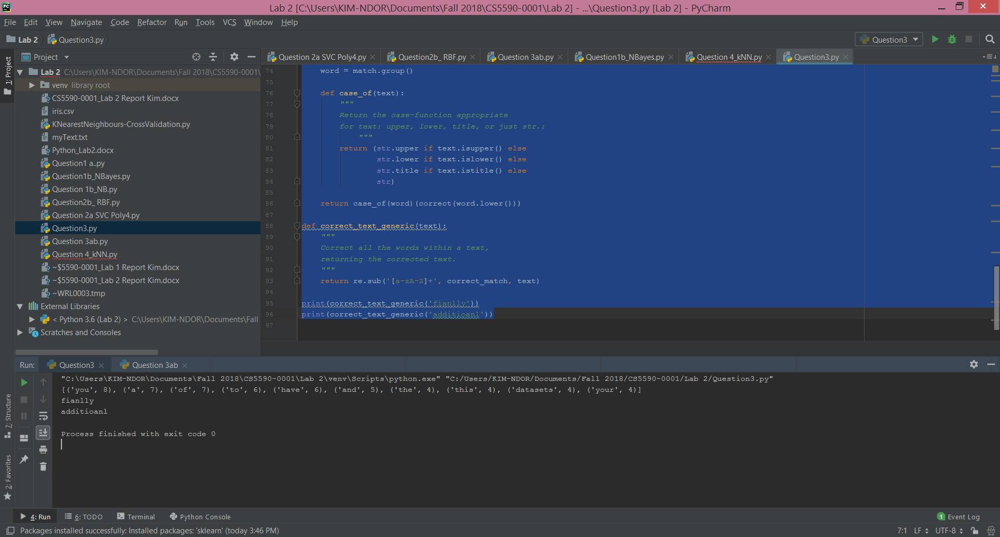 PC
Lab 2 [C:\Users\KIM-NDOR\Documents\Fall 2018\CS5590-0001\Lab 2] - ...\Question3.py [Lab 2] - PyCharm
File Edit View Navigate Code Refactor Run Tools VCS Window Help
Lab 2 Question3.py
Question3
1: Project
Project
Question 2a SVC Poly4.py Question2b_ RBF.py Question 3ab.py Question1b_NBayes.py Question 4_kNN.py Question3.py
4
Lab 2 C:\Users\KIM-NDOR\Documents\Fall 2018\CS5590-0001\
venv library root
CS5590-0001_Lab 2 Report Kim.docx
iris.csv
KNearestNeighbours-CrossValidation.py
myText.txt
Python_Lab2.docx
Question1 a..py
Question1b_NBayes.py
Question 1b_NB.py
Question2b_ RBF.py
Question 2a SVC Poly4.py
Question3.py
Question 3ab.py
Question 4_kNN.py
~$5590-0001_Lab 1 Report Kim.docx
~$5590-0001_Lab 2 Report Kim.docx
~WRL0003.tmp
External Libraries
< Python 3.6 (Lab 2) > C:\Users\KIM-NDOR\Documents\Fall
Scratches and Consoles
74 word = match.group()
75
76 def case_of(text):
77 """
78 Return the case-function appropriate
79 for text: upper, lower, title, or just str.:
80 """
81 return (str.upper if text.isupper() else
82 str.lower if text.islower() else
83 str.title if text.istitle() else
84 str)
85
86 return case_of(word)(correct(word.lower()))
87
88 def correct_text_generic(text):
89 """
90 Correct all the words within a text,
91 returning the corrected text.
92 """
93 return re.sub('[a-zA-Z]+', correct_match, text)
94
95 print(correct_text_generic('fianlly'))
96 print(correct_text_generic('additioanl'))
97
Run: Question3 Question 3ab
"C:\Users\KIM-NDOR\Documents\Fall 2018\CS5590-0001\Lab 2\venv\Scripts\python.exe" "C:/Users/KIM-NDOR/Documents/Fall 2018/CS5590-0001/Lab 2/Question3.py"
[('you', 8), ('a', 7), ('of', 7), ('to', 6), ('have', 6), ('and', 5), ('the', 4), ('this', 4), ('datasets', 4), ('your', 4)]
fianlly
additioanl
Process finished with exit code 0
7: Structure
2: Favorites
4: Run 6: TODO Terminal Python Console
1 Event Log
Packages installed successfully: Installed packages: 'sklearn' (today 3:46 PM)
7:1 LF UTF-8